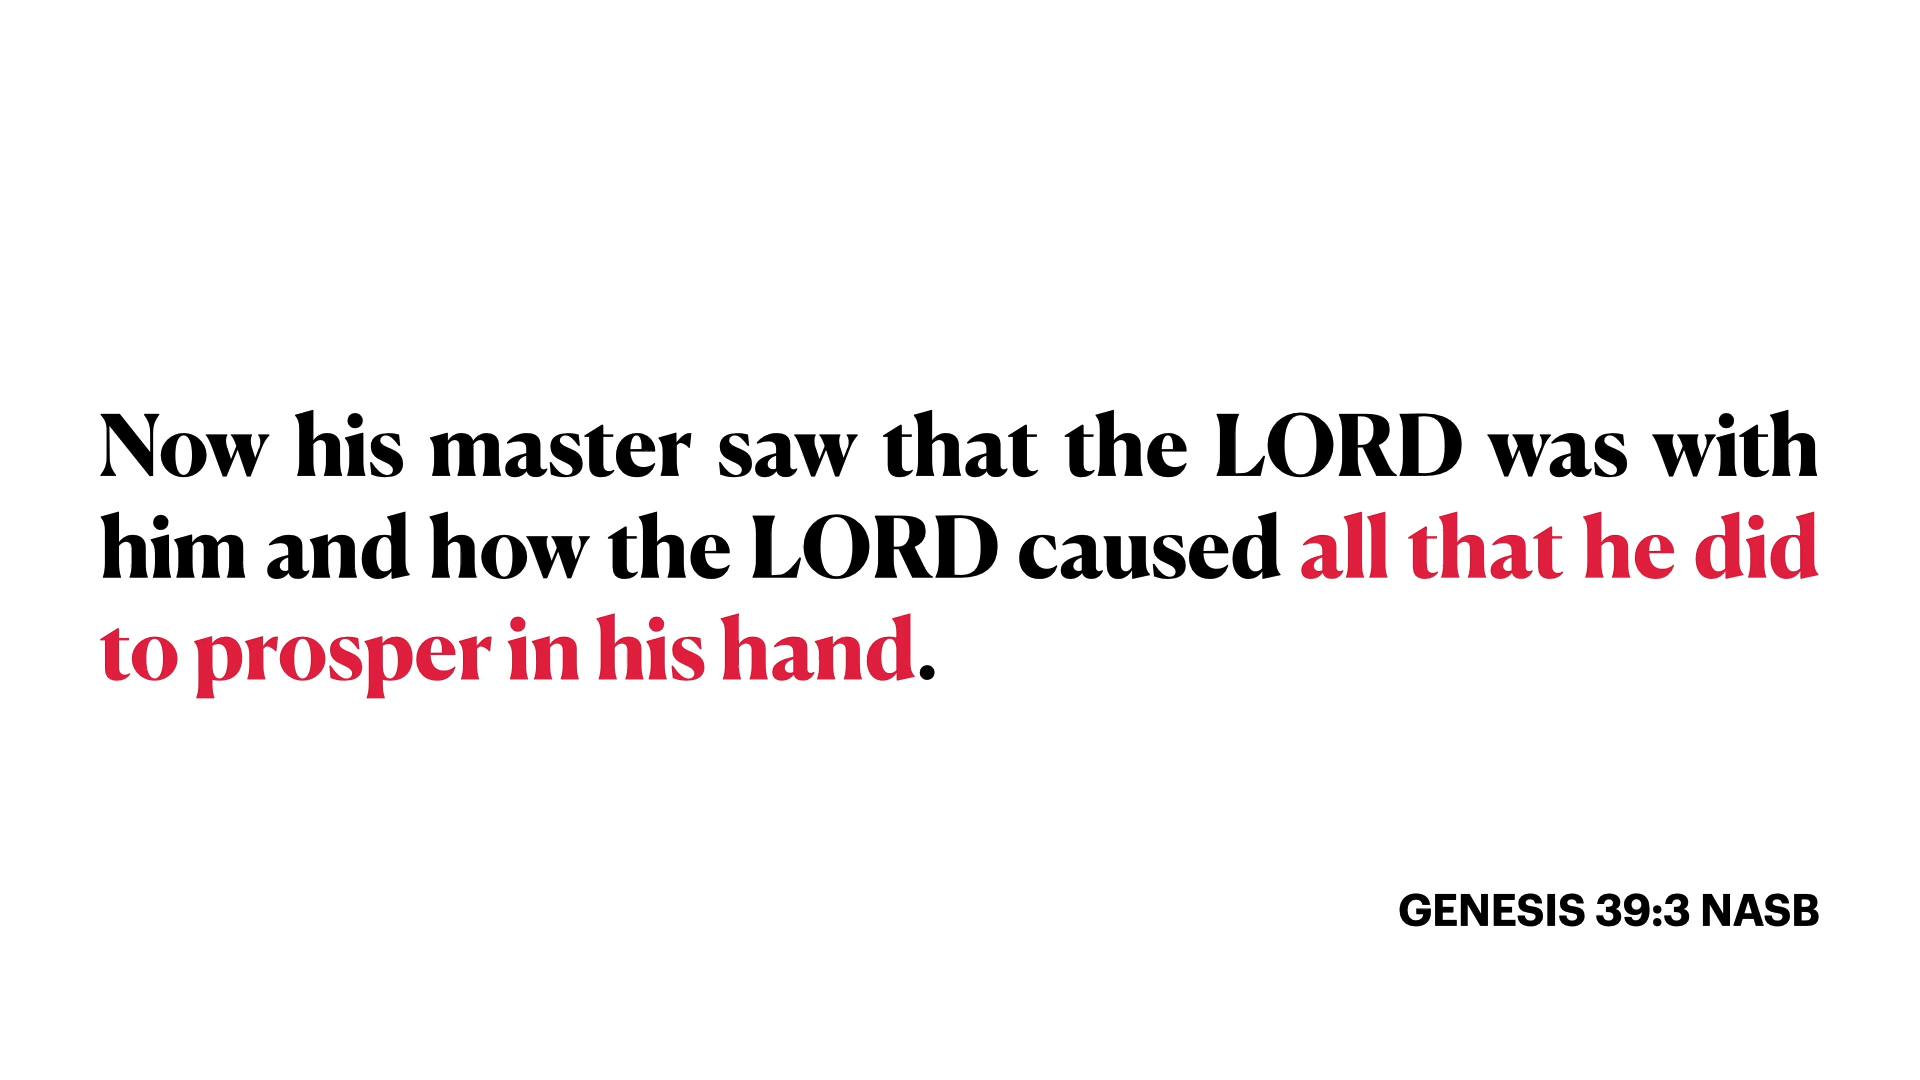 Now his master saw that the LORD was with
him and how the LORD caused all that he did
to prosper in his hand.
GENESIS 39:3 NASB